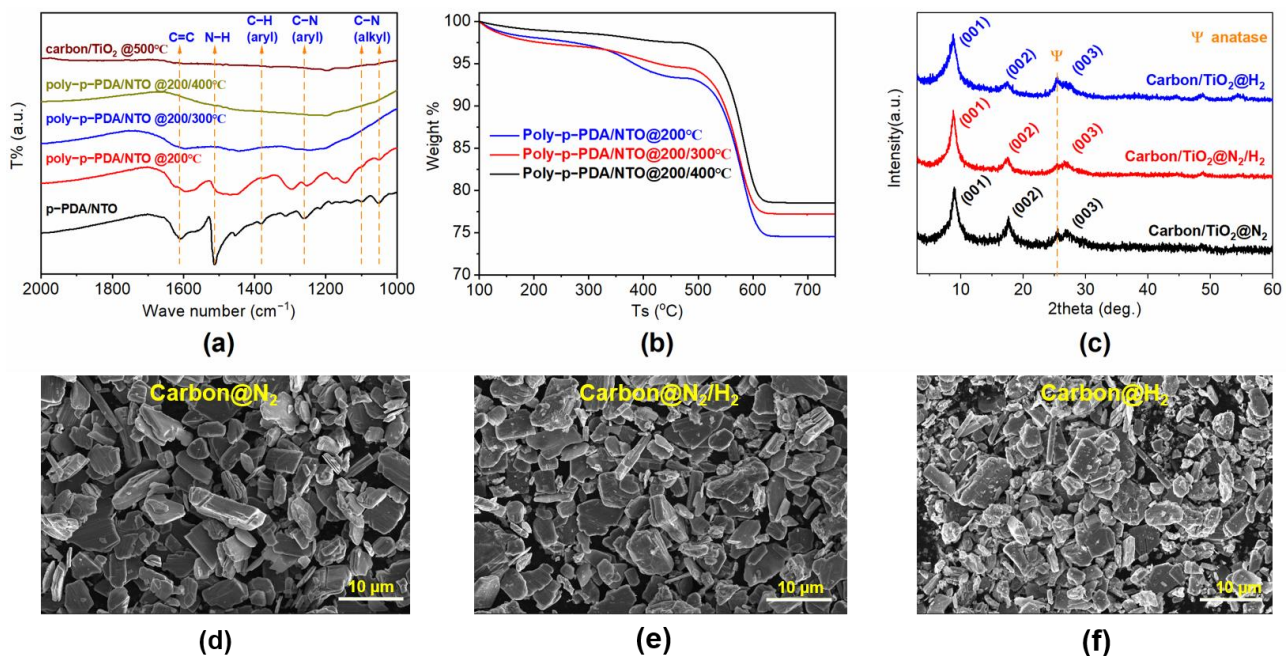 C=C
N−H
C−H
(aryl)
C−N
(aryl)
C−N
(alkyl)
carbon/TiO₂ @500℃
poly−p−PDA/NTO @200/400℃
poly−p−PDA/NTO @200/300℃
poly−p−PDA/NTO @200℃
p−PDA/NTO
T% (a.u.)
2000 1800 1600 1400 1200 1000
Wave number (cm⁻¹)
(a)
100
95
90
85
80
75
70
Weight %
Poly−p−PDA/NTO@200℃
Poly−p−PDA/NTO@200/300℃
Poly−p−PDA/NTO@200/400℃
100 200 300 400 500 600 700
Ts (°C)
(b)
Intensity(a.u.)
Ψ anatase
(001)
(002)
Ψ
(003)
Carbon/TiO₂@H₂
(001)
(002)
(003)
Carbon/TiO₂@N₂/H₂
(001)
(002)
(003)
Carbon/TiO₂@N₂
10 20 30 40 50 60
2theta (deg.)
(c)
Carbon@N₂
10 µm
(d)
Carbon@N₂/H₂
10 µm
(e)
Carbon@H₂
10 µm
(f)